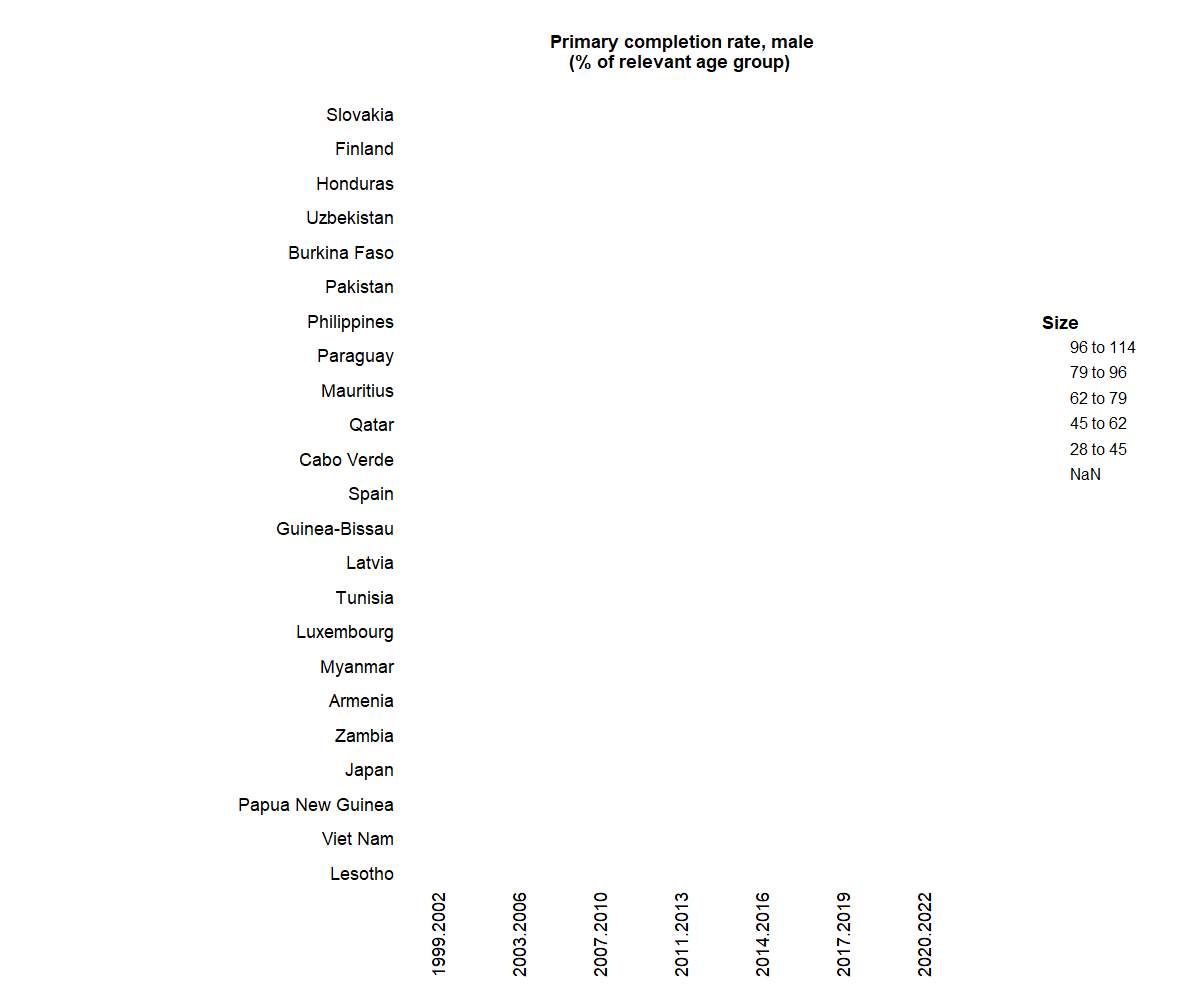 Primary completion rate, male
(% of relevant age group)
Slovakia
Finland
Honduras
Uzbekistan
Burkina Faso
Pakistan
Philippines
Paraguay
Mauritius
Qatar
Cabo Verde
Spain
Guinea-Bissau
Latvia
Tunisia
Luxembourg
Myanmar
Armenia
Zambia
Japan
Papua New Guinea
Viet Nam
Lesotho
1999.2002
2003.2006
2007.2010
2011.2013
2014.2016
2017.2019
2020.2022
Size
96 to 114
79 to 96
62 to 79
45 to 62
28 to 45
NaN